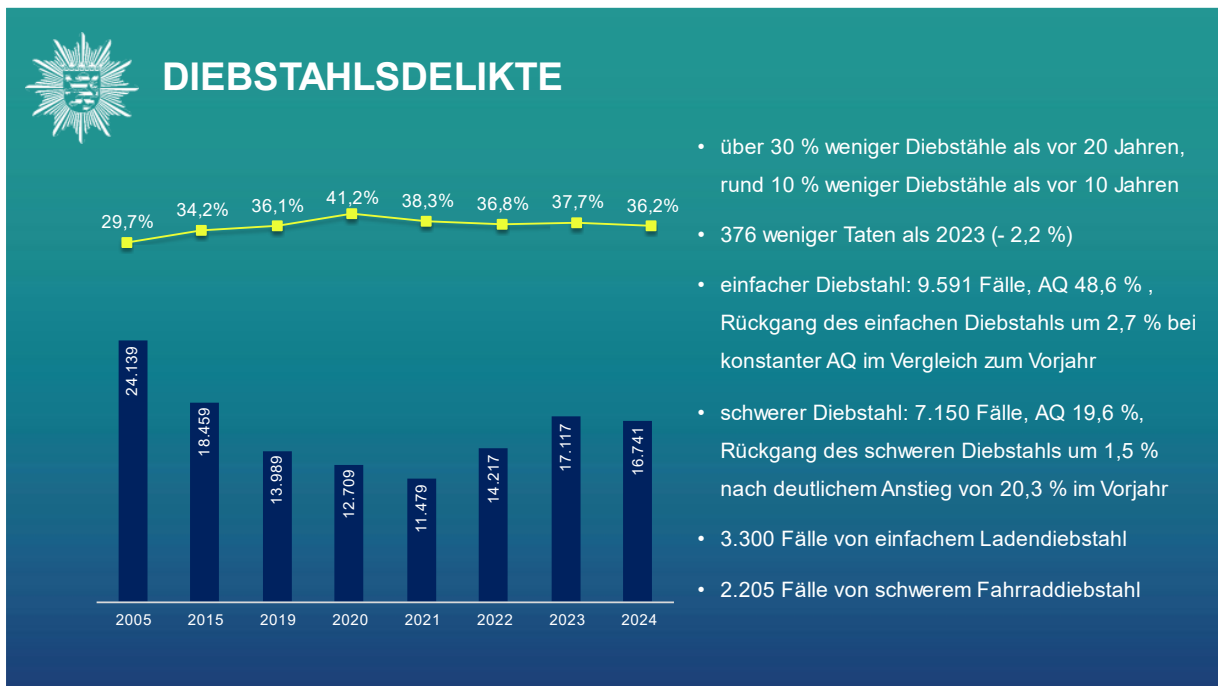 DIEBSTAHLSDELIKTE
29,7%
34,2%
36,1%
41,2%
38,3%
36,8%
37,7%
36,2%
24.139
18.459
13.989
12.709
11.479
14.217
17.117
16.741
2005
2015
2019
2020
2021
2022
2023
2024
• über 30 % weniger Diebstähle als vor 20 Jahren,
rund 10 % weniger Diebstähle als vor 10 Jahren
• 376 weniger Taten als 2023 (- 2,2 %)
• einfacher Diebstahl: 9.591 Fälle, AQ 48,6 % ,
Rückgang des einfachen Diebstahls um 2,7 % bei
konstanter AQ im Vergleich zum Vorjahr
• schwerer Diebstahl: 7.150 Fälle, AQ 19,6 %,
Rückgang des schweren Diebstahls um 1,5 %
nach deutlichem Anstieg von 20,3 % im Vorjahr
• 3.300 Fälle von einfachem Ladendiebstahl
• 2.205 Fälle von schwerem Fahrraddiebstahl